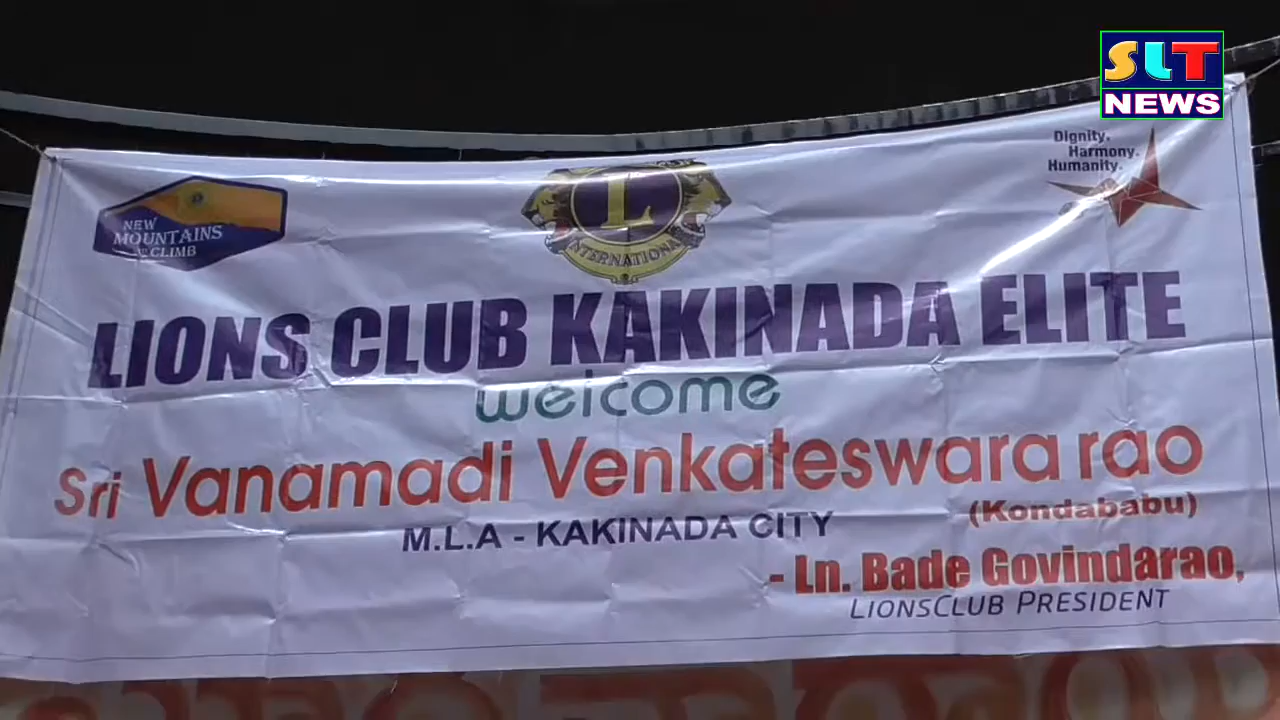 SLT
NEWS
Dignity.
Harmony.
Humanity.
NEW
MOUNTAINS
TO CLIMB
L
INTERNATIONAL
LIONS CLUB KAKINADA ELITE
welcome
Sri Vanamadi Venkateswara rao
(Kondababu)
M.L.A - KAKINADA CITY
- Ln. Bade Govindarao,
LIONSCLUB PRESIDENT